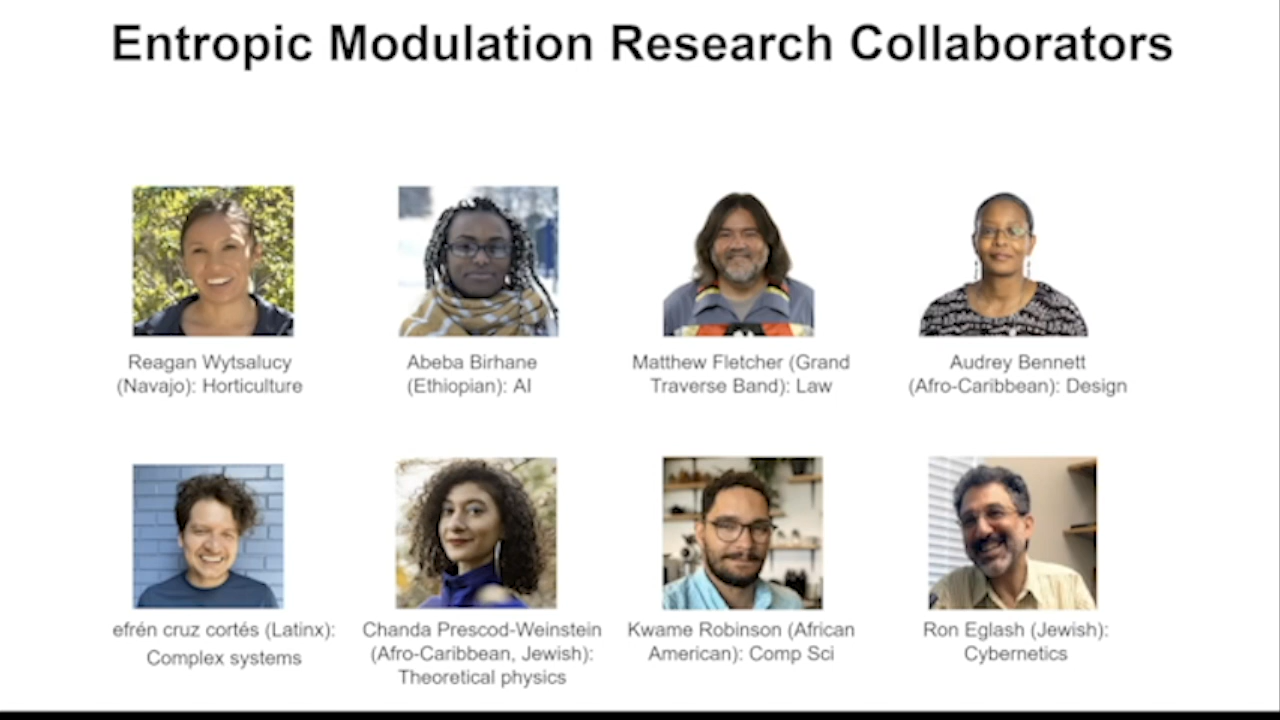 Entropic Modulation Research Collaborators
Reagan Wytsalucy
(Navajo): Horticulture
Abeba Birhane
(Ethiopian): AI
Matthew Fletcher (Grand
Traverse Band): Law
Audrey Bennett
(Afro-Caribbean): Design
efrén cruz cortés (Latinx):
Complex systems
Chanda Prescod-Weinstein
(Afro-Caribbean, Jewish):
Theoretical physics
Kwame Robinson (African
American): Comp Sci
Ron Eglash (Jewish):
Cybernetics